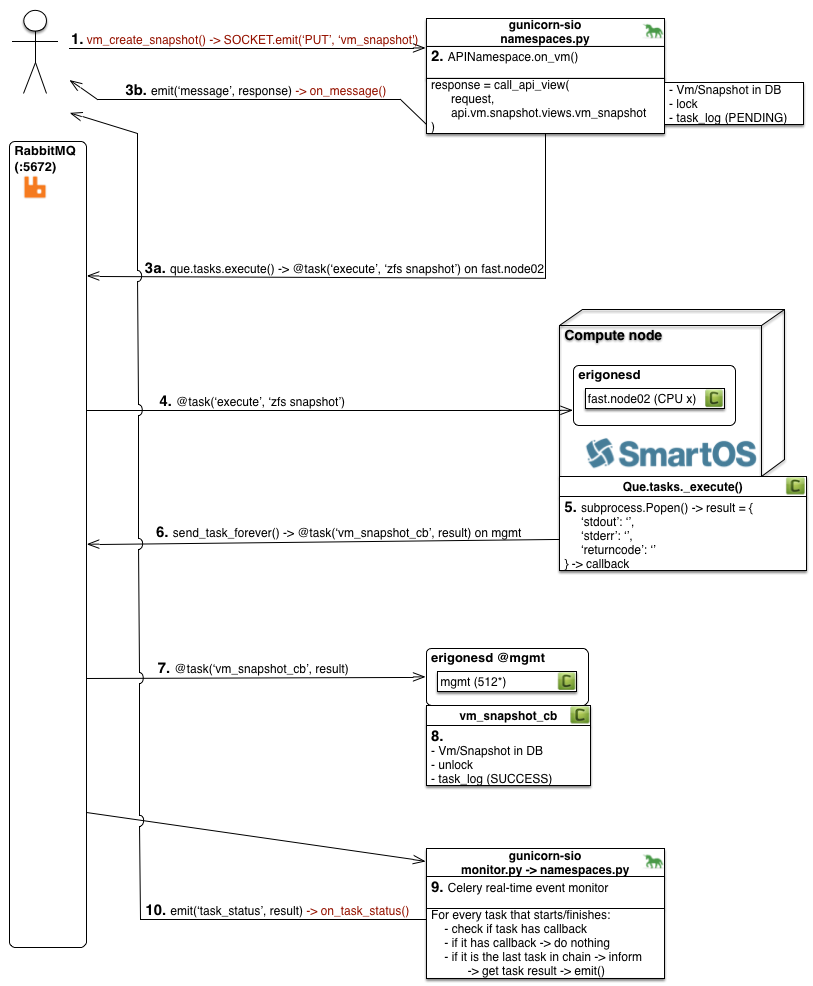 1. vm_create_snapshot() -> SOCKET.emit('PUT', 'vm_snapshot')
gunicorn-sio
namespaces.py
2. APINamespace.on_vm()
response = call_api_view(
request,
api.vm.snapshot.views.vm_snapshot
)
- Vm/Snapshot in DB
- lock
- task_log (PENDING)
3b. emit('message', response) -> on_message()
RabbitMQ
(:5672)
3a. que.tasks.execute() -> @task('execute', 'zfs snapshot') on fast.node02
Compute node
erigonesd
fast.node02 (CPU x)
C
4. @task('execute', 'zfs snapshot')
SmartOS
Que.tasks._execute()
C
5. subprocess.Popen() -> result = {
'stdout': '',
'stderr': '',
'returncode': ''
} -> callback
6. send_task_forever() -> @task('vm_snapshot_cb', result) on mgmt
7. @task('vm_snapshot_cb', result)
erigonesd @mgmt
mgmt (512*)
C
vm_snapshot_cb
C
8.
- Vm/Snapshot in DB
- unlock
- task_log (SUCCESS)
gunicorn-sio
monitor.py -> namespaces.py
9. Celery real-time event monitor
For every task that starts/finishes:
- check if task has callback
- if it has callback -> do nothing
- if it is the last task in chain -> inform
-> get task result -> emit()
10. emit('task_status', result) -> on_task_status()